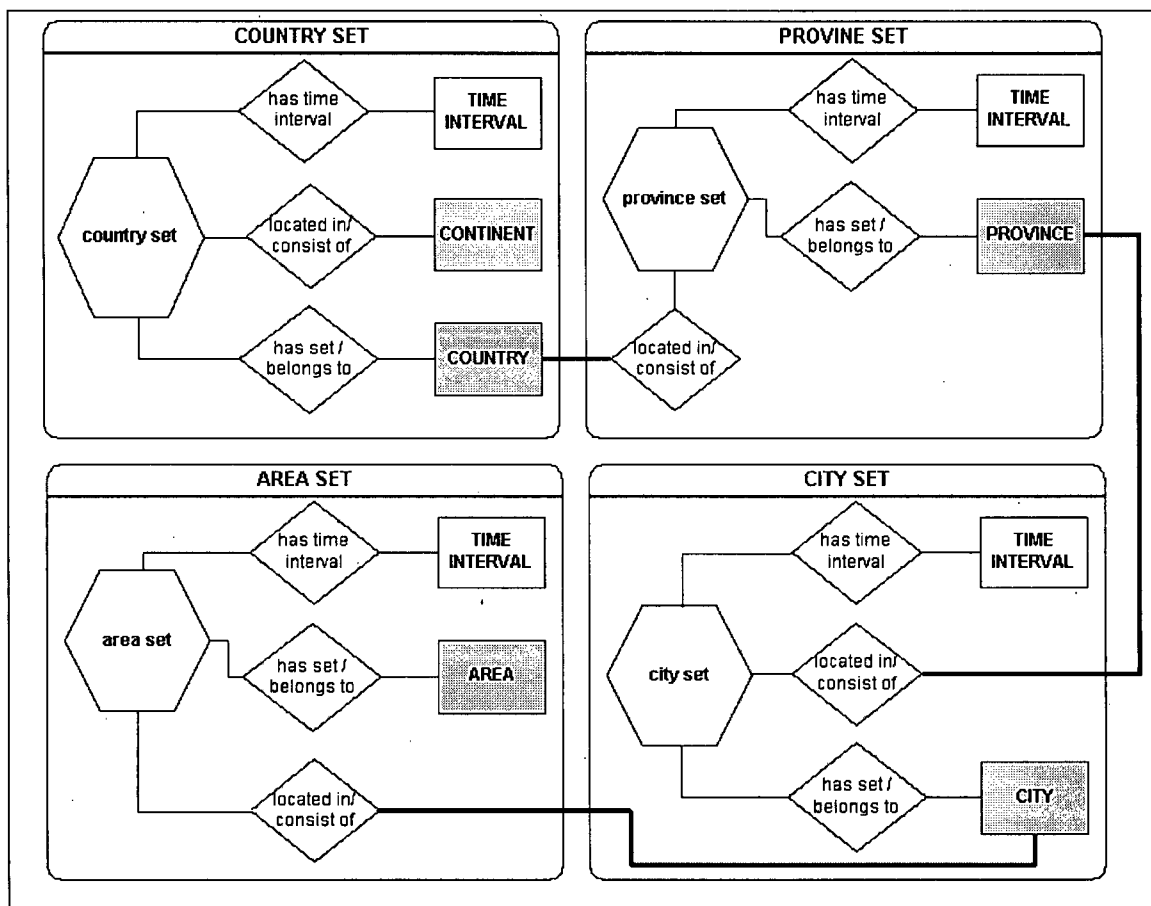 COUNTRY SET
has time
interval
TIME
INTERVAL
country set
located in/
consist of
CONTINENT
has set /
belongs to
COUNTRY
PROVINE SET
has time
interval
TIME
INTERVAL
province set
has set /
belongs to
PROVINCE
located in/
consist of
AREA SET
has time
interval
TIME
INTERVAL
area set
has set /
belongs to
AREA
located in/
consist of
CITY SET
has time
interval
TIME
INTERVAL
city set
located in/
consist of
has set /
belongs to
CITY